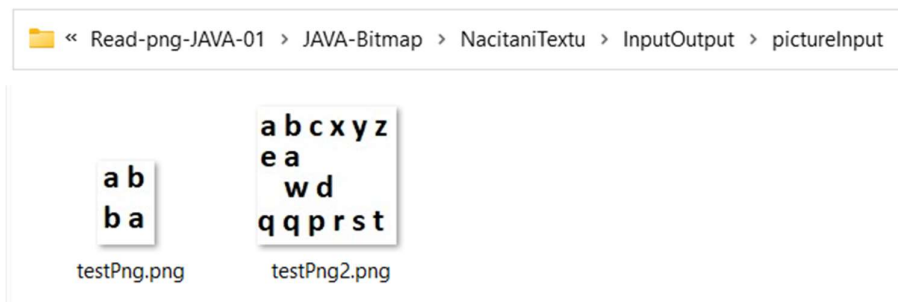 « Read-png-JAVA-01 > JAVA-Bitmap > NacitaniTextu > InputOutput > pictureInput
a b
b a
testPng.png
a b c x y z
e a
w d
q q p r s t
testPng2.png